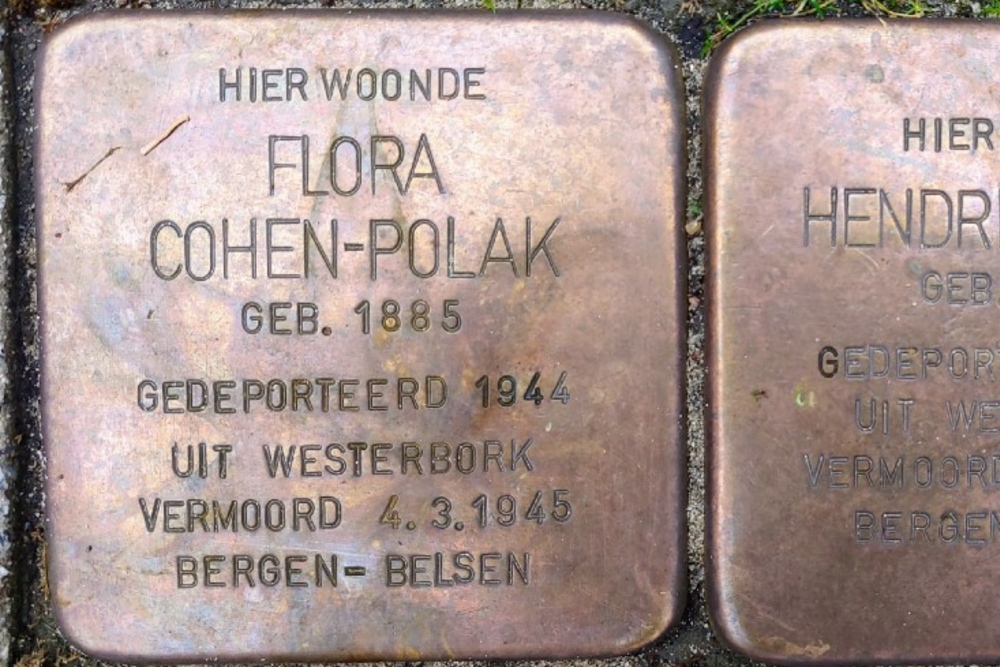 HIER WOONDE
FLORA
COHEN-POLAK
GEB. 1885
GEDEPORTEERD 1944
UIT WESTERBORK
VERMOORD 4.3.1945
BERGEN-BELSEN
HIER
GEB
UIT
VERMOORD
BERGEN